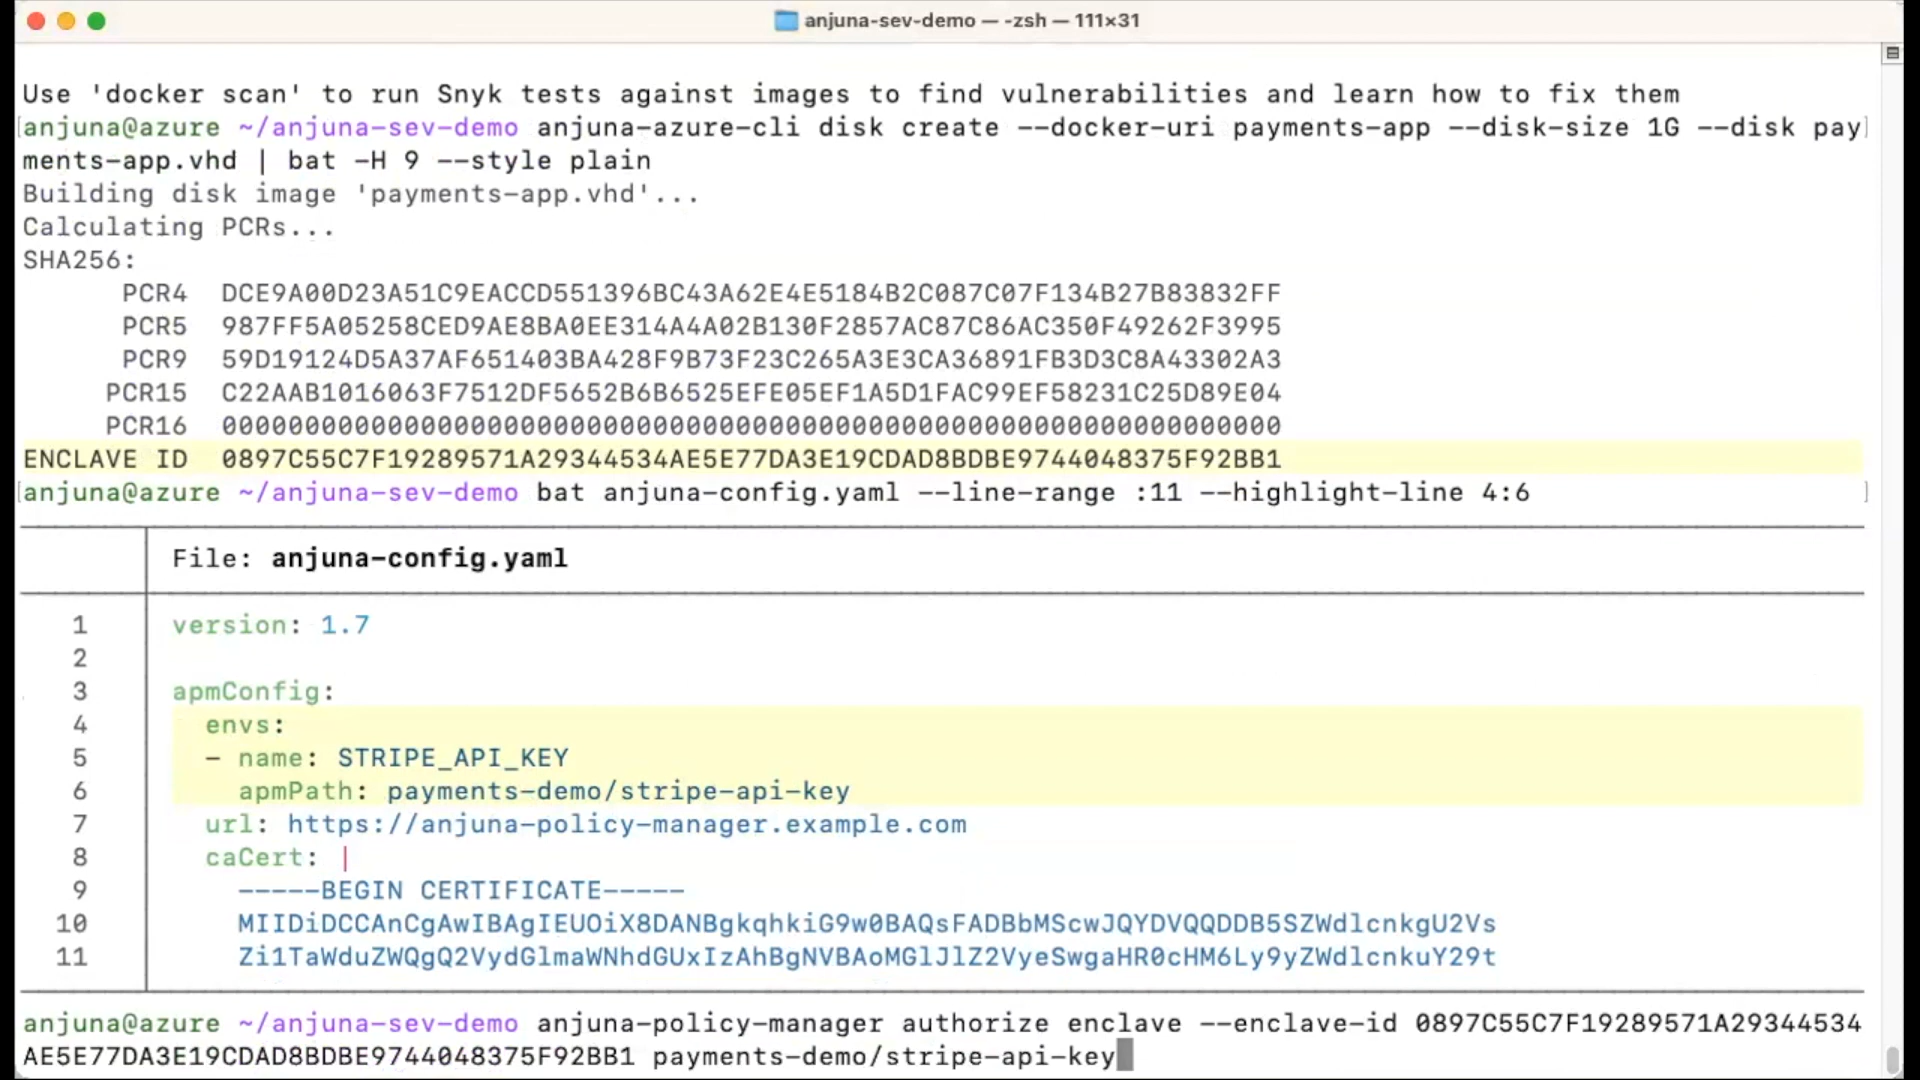 anjuna-sev-demo — -zsh — 111×31
Use 'docker scan' to run Snyk tests against images to find vulnerabilities and learn how to fix them
anjuna@azure ~/anjuna-sev-demo anjuna-azure-cli disk create --docker-uri payments-app --disk-size 1G --disk pay
ments-app.vhd | bat -H 9 --style plain
Building disk image 'payments-app.vhd'...
Calculating PCRs...
SHA256:
PCR4 DCE9A00D23A51C9EACCD551396BC43A62E4E5184B2C087C07F134B27B83832FF
PCR5 987FF5A05258CED9AE8BA0EE314A4A02B130F2857AC87C86AC350F49262F3995
PCR9 59D19124D5A37AF651403BA428F9B73F23C265A3E3CA36891FB3D3C8A43302A3
PCR15 C22AAB1016063F7512DF5652B6B6525EFE05EF1A5D1FAC99EF58231C25D89E04
PCR16 0000000000000000000000000000000000000000000000000000000000000000
ENCLAVE ID 0897C55C7F19289571A29344534AE5E77DA3E19CDAD8BDBE9744048375F92BB1
anjuna@azure ~/anjuna-sev-demo bat anjuna-config.yaml --line-range :11 --highlight-line 4:6
File: anjuna-config.yaml
1 version: 1.7
2
3 apmConfig:
4 envs:
5 - name: STRIPE_API_KEY
6 apmPath: payments-demo/stripe-api-key
7 url: https://anjuna-policy-manager.example.com
8 caCert: |
9 -----BEGIN CERTIFICATE-----
10 MIIDiDCCAnCgAwIBAgIEUOiX8DANBgkqhkiG9w0BAQsFADBbMScwJQYDVQQDDB5SZWdlcnkgU2Vs
11 Zi1TaWduZWQgQ2VydGlmaWNhdGUxIzAhBgNVBAoMGlJlZ2VyeSwgaHR0cHM6Ly9yZWdlcnkuY29t
anjuna@azure ~/anjuna-sev-demo anjuna-policy-manager authorize enclave --enclave-id 0897C55C7F19289571A29344534
AE5E77DA3E19CDAD8BDBE9744048375F92BB1 payments-demo/stripe-api-key